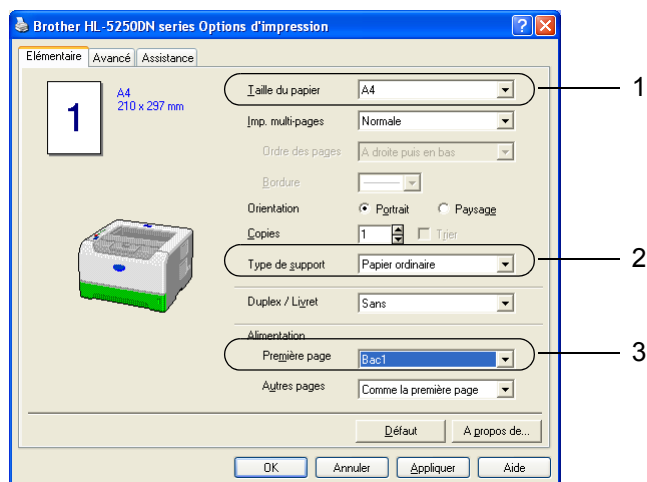 Brother HL-5250DN series Options d'impression
Elémentaire Avancé Assistance
1
A4
210 x 297 mm
Taille du papier A4 1
Imp. multi-pages Normale
Ordre des pages A droite puis en bas
Bordure
Orientation Portrait Paysage
Copies 1 Trier
Type de support Papier ordinaire 2
Duplex / Livret Sans
Alimentation
Première page Bac1 3
Autres pages Comme la première page
Défaut A propos de...
OK Annuler Appliquer Aide